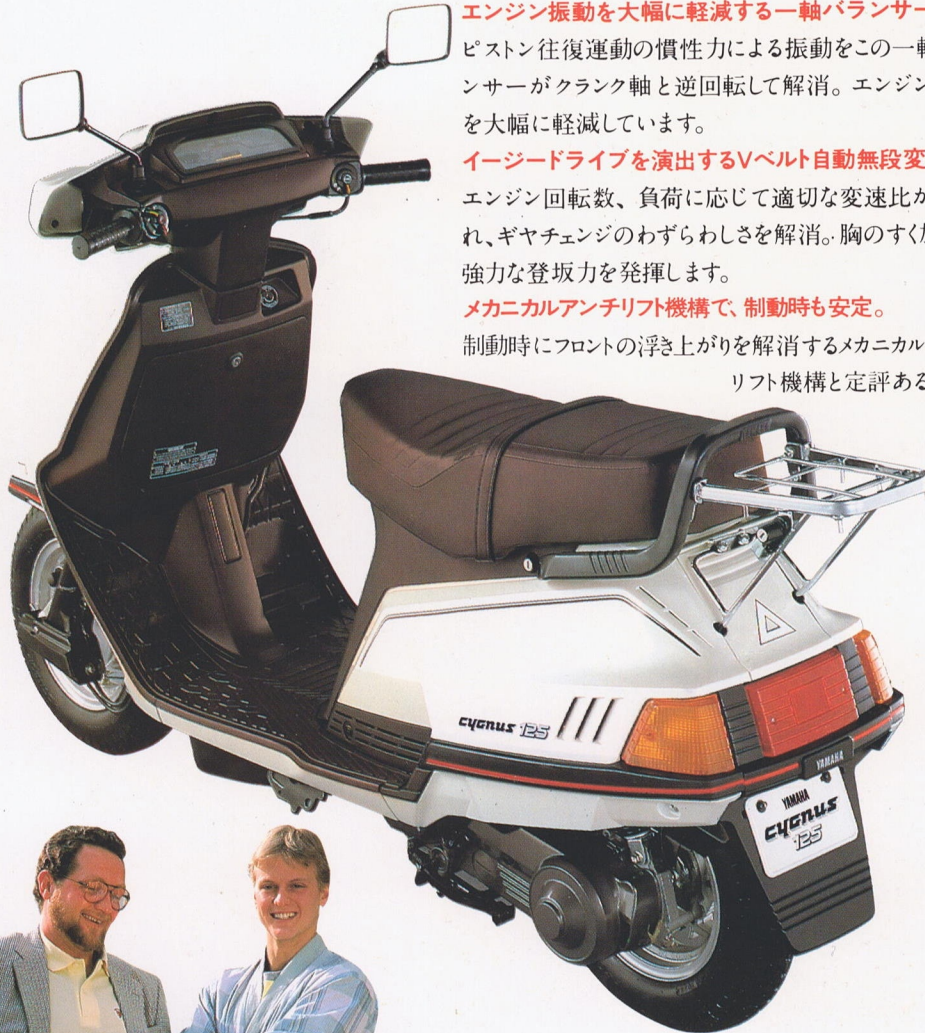 エンジン振動を大幅に軽減する一軸バランサー
ピストン往復運動の慣性力による振動をこの一軸
ンサーがクランク軸と逆回転して解消。エンジン
を大幅に軽減しています。
イージードライブを演出するVベルト自動無段変
エンジン回転数、負荷に応じて適切な変速比か
れ、ギヤチェンジのわずらわしさを解消。胸のすくか
強力な登坂力を発揮します。
メカニカルアンチリフト機構で、制動時も安定。
制動時にフロントの浮き上がりを解消するメカニカル
リフト機構と定評ある
cygnus 125
YAMAHA
YAMAHA
cygnus
125